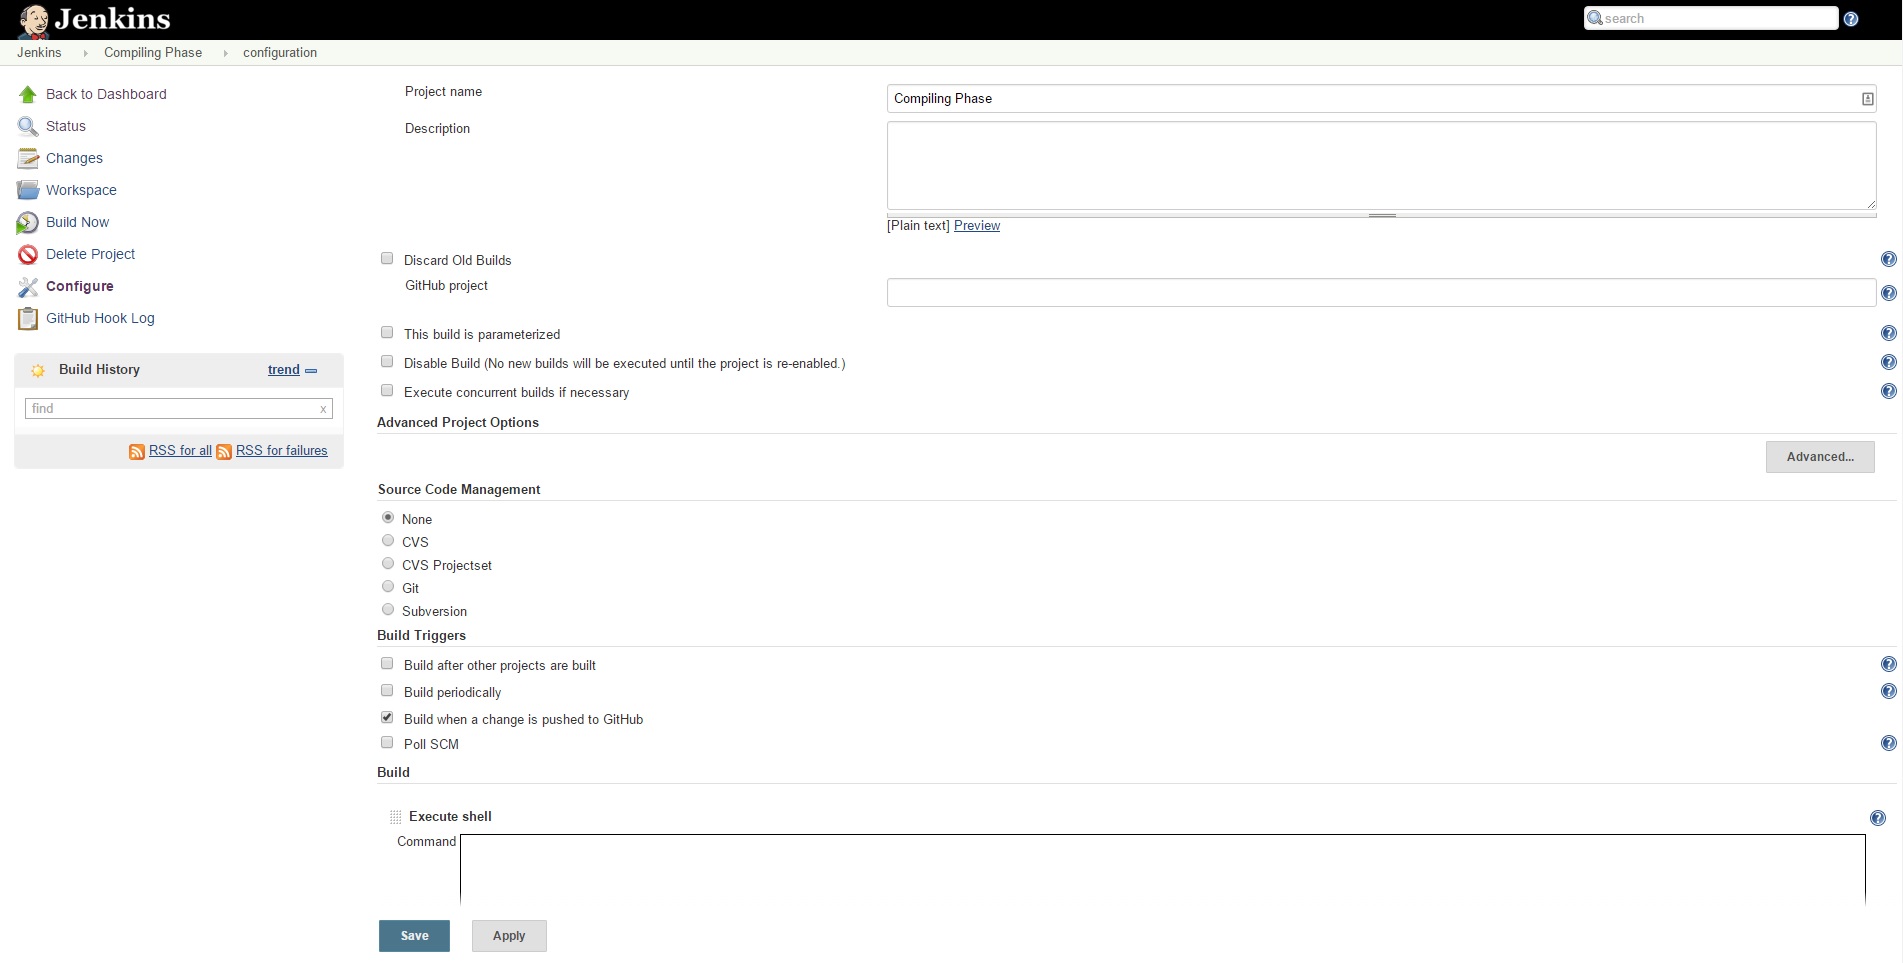 Jenkins
search
Jenkins Compiling Phase configuration
Back to Dashboard
Status
Changes
Workspace
Build Now
Delete Project
Configure
GitHub Hook Log
Build History trend
find x
RSS for all RSS for failures
Project name Compiling Phase
Description
[Plain text] Preview
Discard Old Builds
GitHub project
This build is parameterized
Disable Build (No new builds will be executed until the project is re-enabled.)
Execute concurrent builds if necessary
Advanced Project Options
Advanced...
Source Code Management
None
CVS
CVS Projectset
Git
Subversion
Build Triggers
Build after other projects are built
Build periodically
Build when a change is pushed to GitHub
Poll SCM
Build
Execute shell
Command
Save Apply